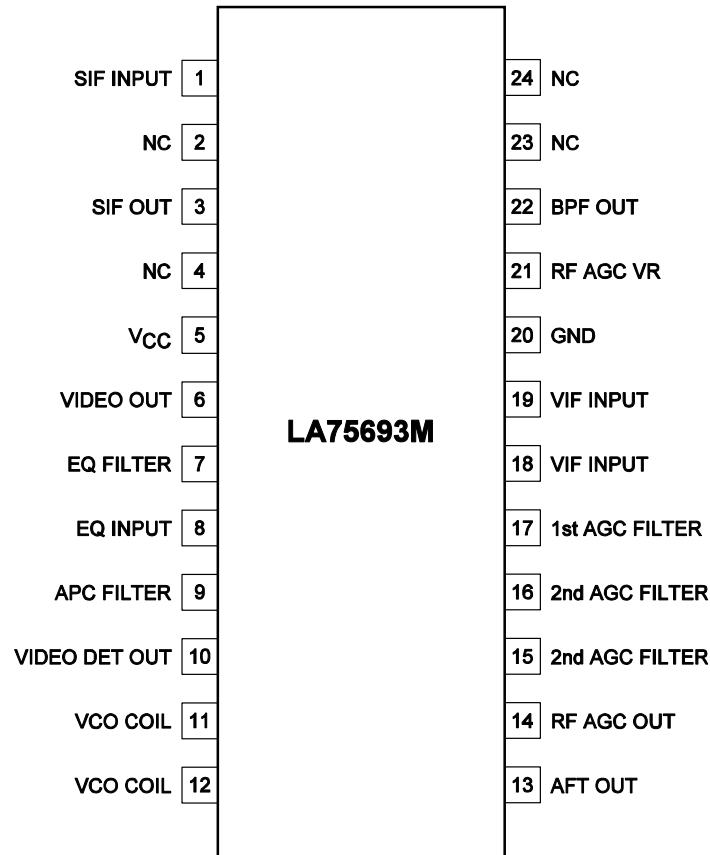 SIF INPUT 1 24 NC
NC 2 23 NC
SIF OUT 3 22 BPF OUT
NC 4 21 RF AGC VR
VCC 5 20 GND
VIDEO OUT 6 19 VIF INPUT
LA75693M
EQ FILTER 7 18 VIF INPUT
EQ INPUT 8 17 1st AGC FILTER
APC FILTER 9 16 2nd AGC FILTER
VIDEO DET OUT 10 15 2nd AGC FILTER
VCO COIL 11 14 RF AGC OUT
VCO COIL 12 13 AFT OUT